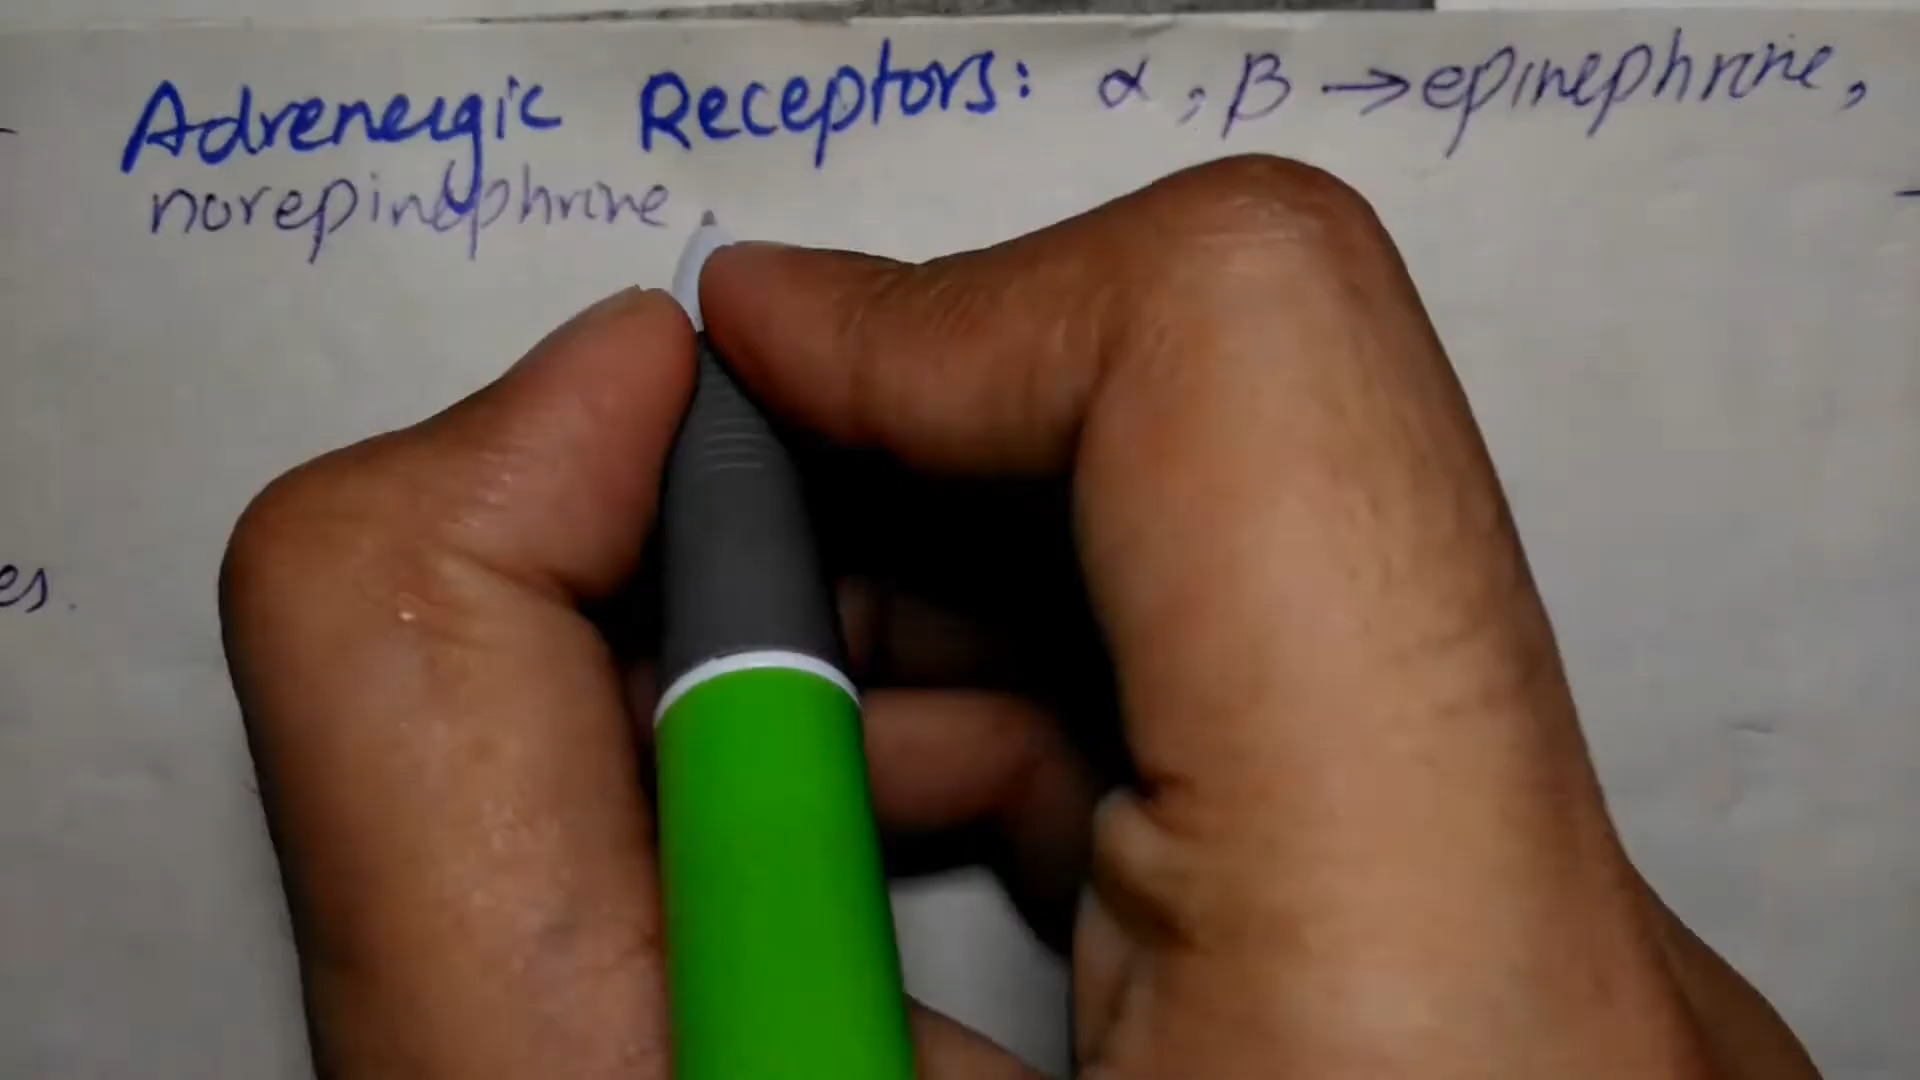 Adrenergic Receptors: α, β → epinephrine,
norepinephrine
es.